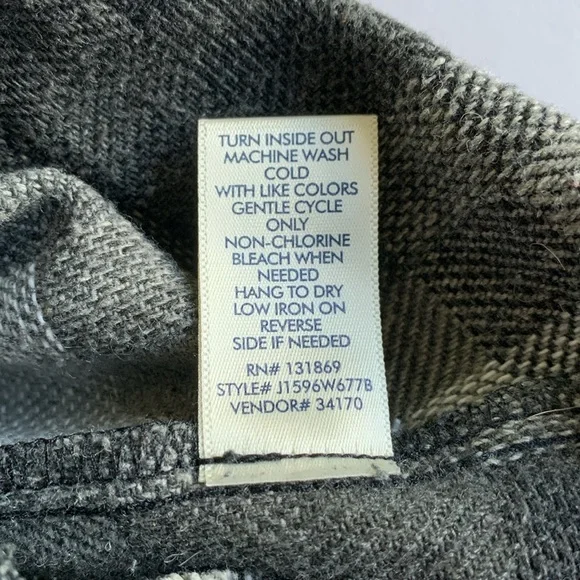 TURN INSIDE OUT
MACHINE WASH
COLD
WITH LIKE COLORS
GENTLE CYCLE
ONLY
NON-CHLORINE
BLEACH WHEN
NEEDED
HANG TO DRY
LOW IRON ON
REVERSE
SIDE IF NEEDED
RN# 131869
STYLE# J1596W677B
VENDOR# 34170